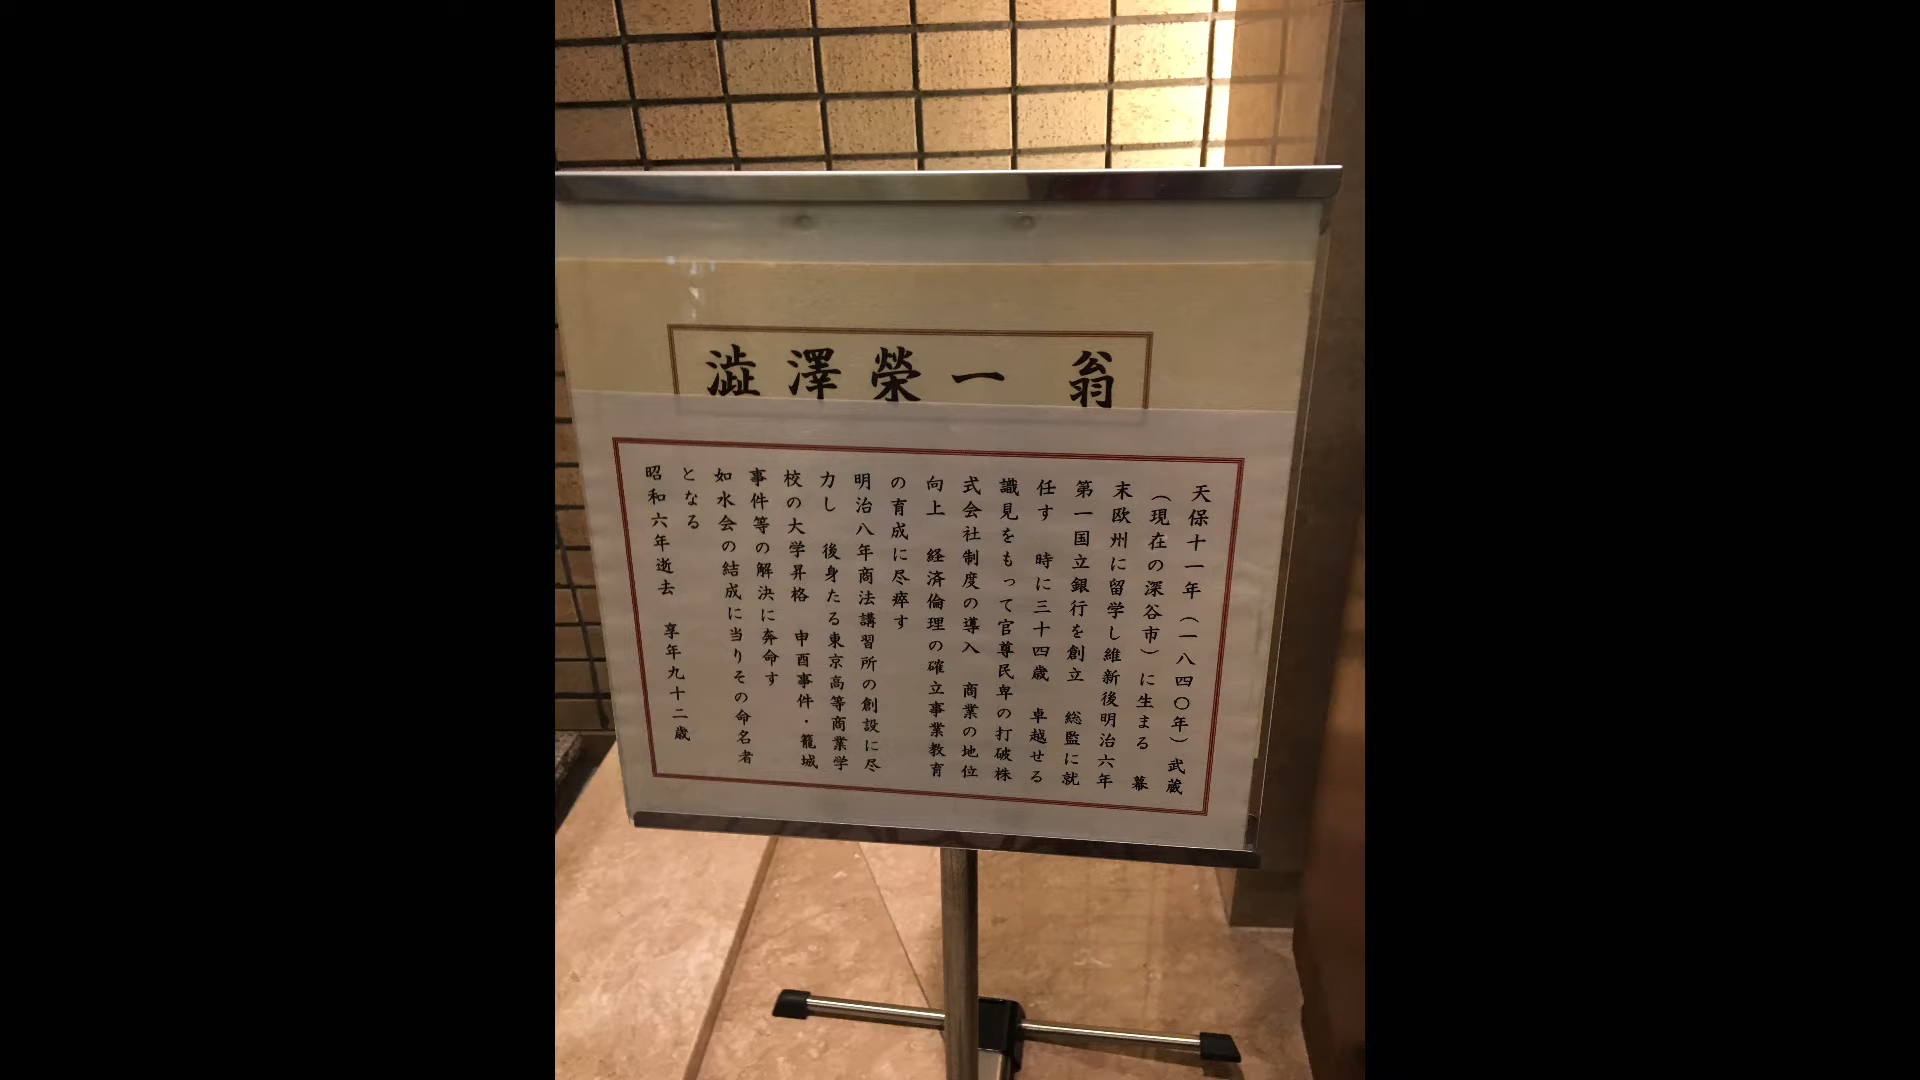 澁澤榮一 翁
天保十一年（一八四〇年）武蔵
（現在の深谷市）に生まる 幕
末欧州に留学し維新後明治六年
第一国立銀行を創立 総監に就
任す 時に三十四歳 卓越せる
識見をもって官尊民卑の打破株
式会社制度の導入 商業の地位
向上 経済倫理の確立事業教育
の育成に尽瘁す
明治八年商法講習所の創設に尽
力し 後身たる東京高等商業学
校の大学昇格 申酉事件・籠城
事件等の解決に奔命す
如水会の結成に当りその命名者
となる
昭和六年逝去 享年九十二歳